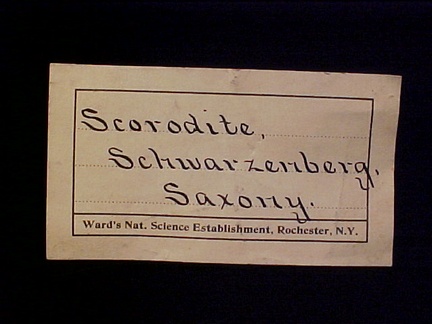 Scorodite,
Schwarzenberg,
Saxony.
Ward's Nat. Science Establishment, Rochester, N.Y.